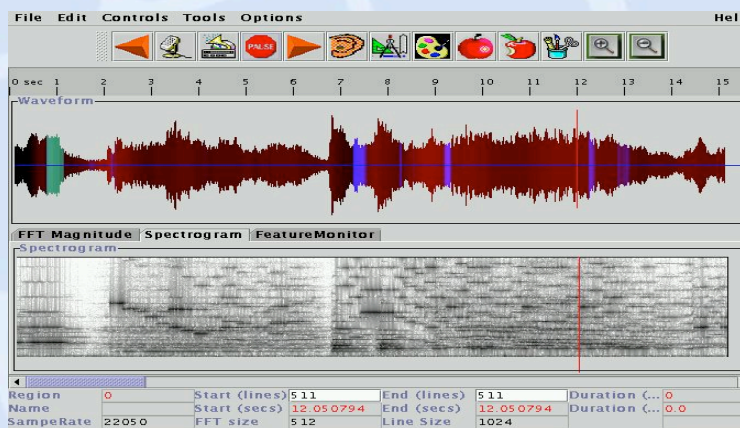 File Edit Controls Tools Options Hel
PAUSE
0 sec 1 2 3 4 5 6 7 8 9 10 11 12 13 14 15
Waveform
FFT Magnitude Spectrogram FeatureMonitor
Spectrogram
Region 0 Start (lines) 511 End (lines) 511 Duration (... 0
Name Start (secs) 12.050794 End (secs) 12.050794 Duration (... 0.0
SampeRate 22050 FFT size 512 Line Size 1024